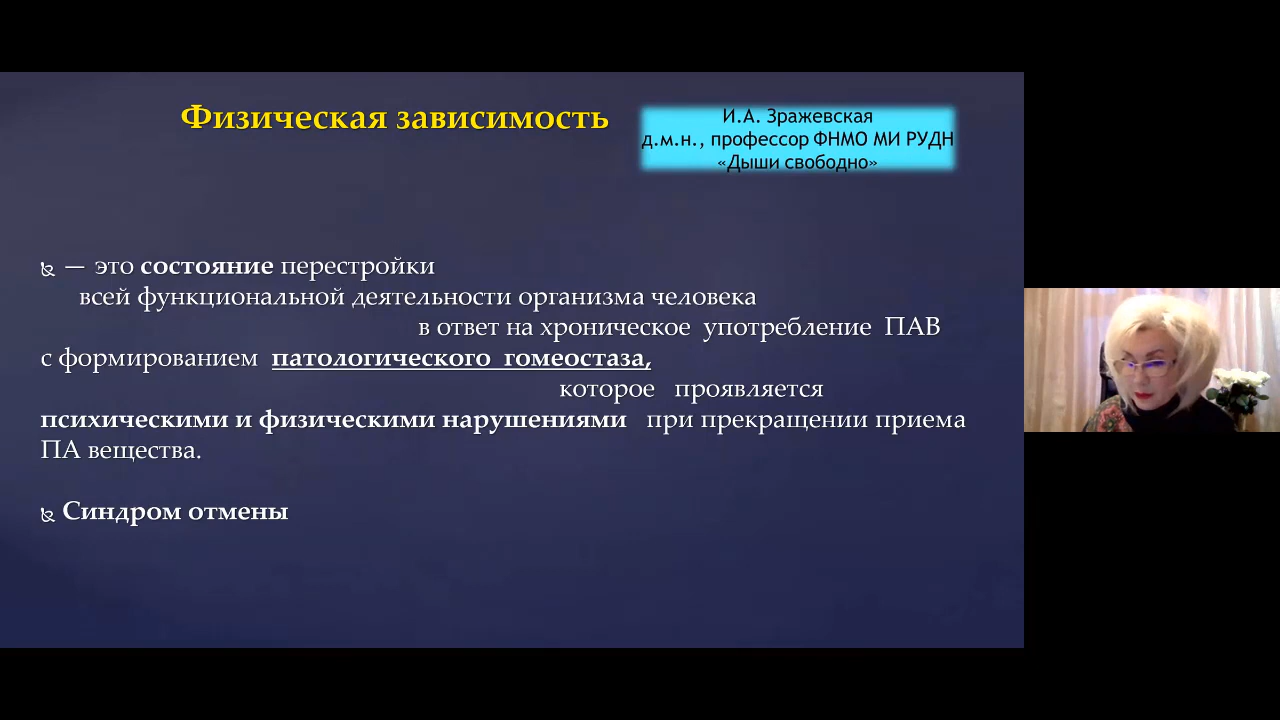 Физическая зависимость
И.А. Зражевская
д.м.н., профессор ФНМО МИ РУДН
«Дыши свободно»
— это состояние перестройки
всей функциональной деятельности организма человека
в ответ на хроническое употребление ПАВ
с формированием патологического гомеостаза,
которое проявляется
психическими и физическими нарушениями при прекращении приема
ПА вещества.
Синдром отмены